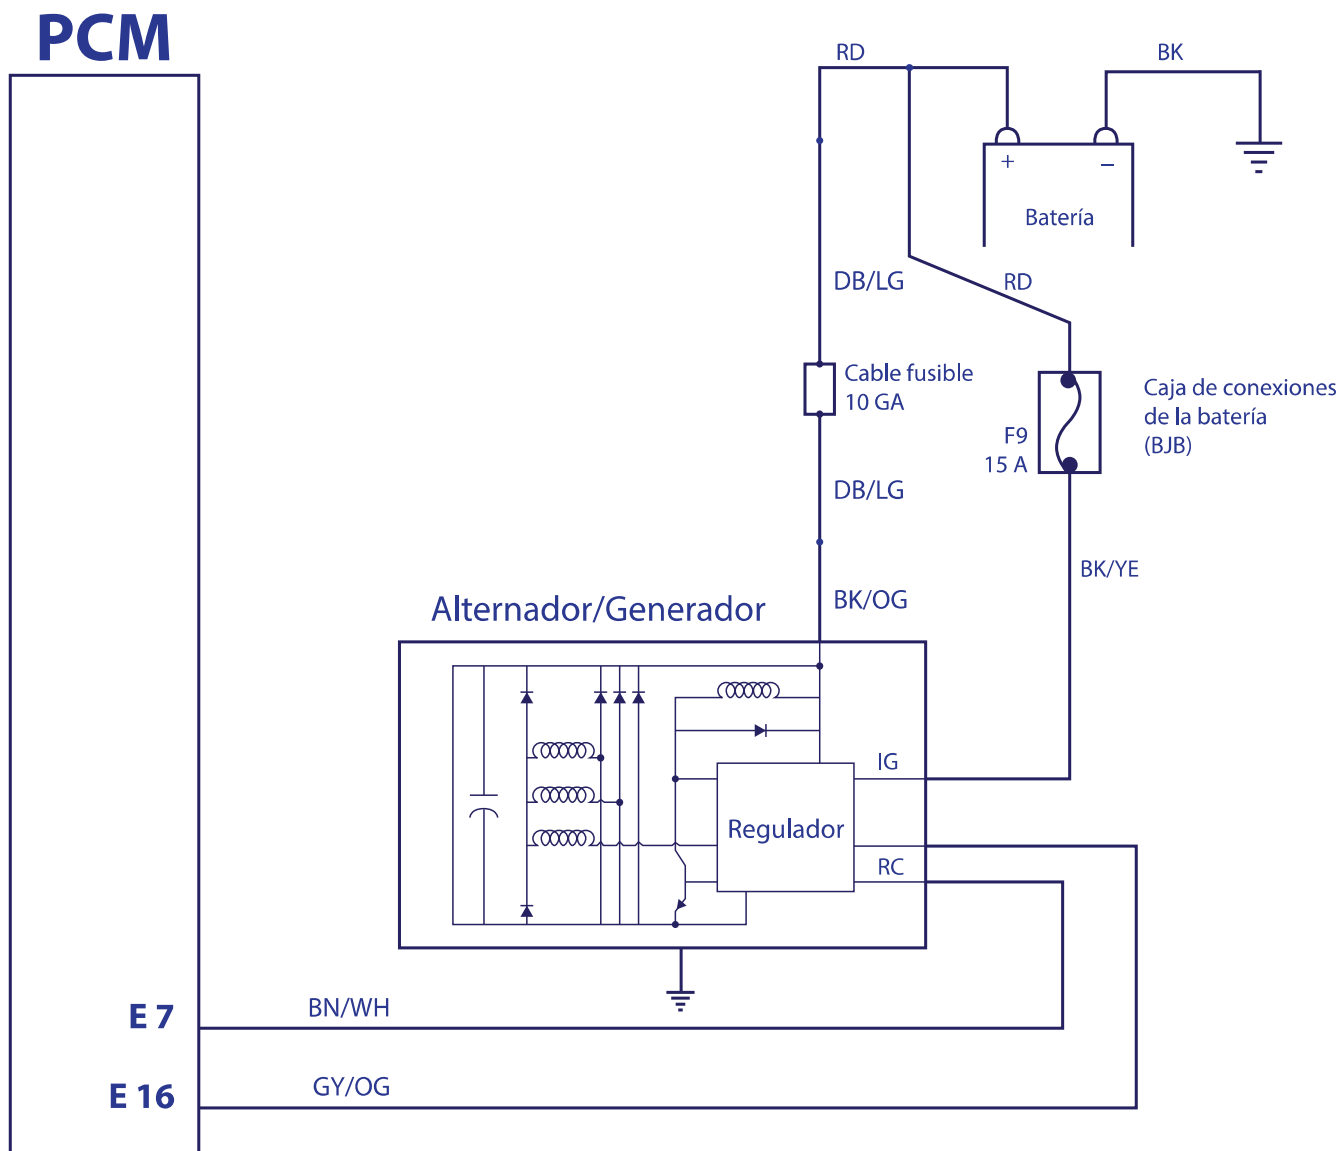 PCM
RD
BK
+
–
Batería
DB/LG
RD
Cable fusible
10 GA
Caja de conexiones
de la batería
(BJB)
F9
15 A
DB/LG
BK/YE
BK/OG
Alternador/Generador
IG
Regulador
RC
E 7
BN/WH
E 16
GY/OG